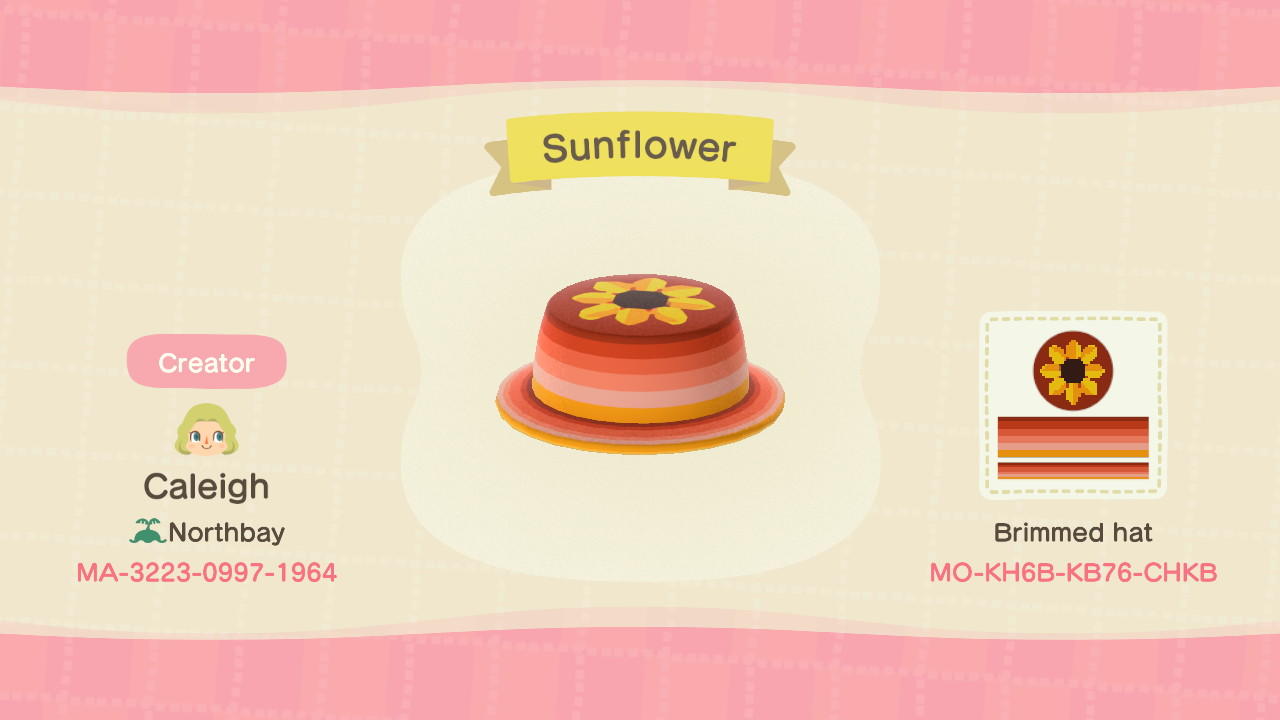 Sunflower
Creator
Caleigh
Northbay
MA-3223-0997-1964
Brimmed hat
MO-KH6B-KB76-CHKB